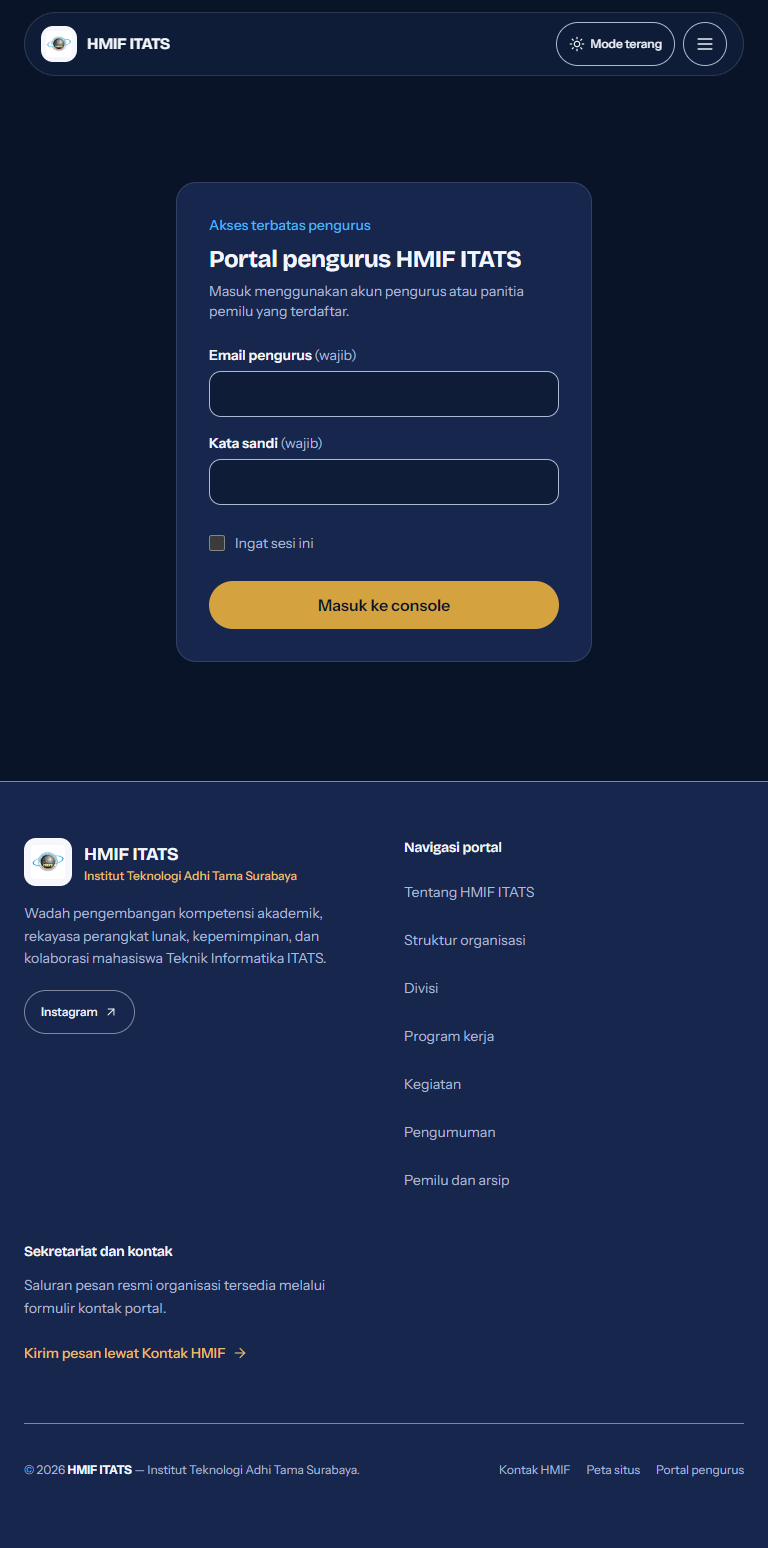 HMIF ITATS
Mode terang
Akses terbatas pengurus
Portal pengurus HMIF ITATS
Masuk menggunakan akun pengurus atau panitia
pemilu yang terdaftar.
Email pengurus (wajib)
Kata sandi (wajib)
Ingat sesi ini
Masuk ke console
HMIF ITATS
Institut Teknologi Adhi Tama Surabaya
Wadah pengembangan kompetensi akademik,
rekayasa perangkat lunak, kepemimpinan, dan
kolaborasi mahasiswa Teknik Informatika ITATS.
Instagram
Navigasi portal
Tentang HMIF ITATS
Struktur organisasi
Divisi
Program kerja
Kegiatan
Pengumuman
Pemilu dan arsip
Sekretariat dan kontak
Saluran pesan resmi organisasi tersedia melalui
formulir kontak portal.
Kirim pesan lewat Kontak HMIF →
© 2026 HMIF ITATS — Institut Teknologi Adhi Tama Surabaya.
Kontak HMIF Peta situs Portal pengurus